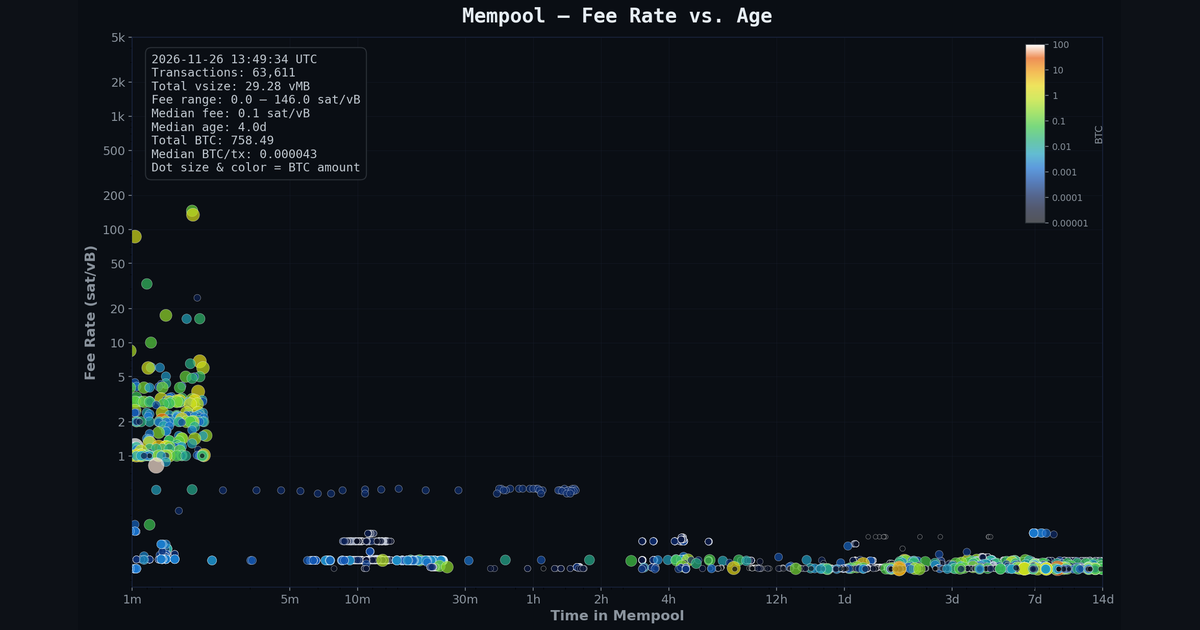 Mempool — Fee Rate vs. Age
2026-11-26 13:49:34 UTC
Transactions: 63,611
Total vsize: 29.28 vMB
Fee range: 0.0 — 146.0 sat/vB
Median fee: 0.1 sat/vB
Median age: 4.0d
Total BTC: 758.49
Median BTC/tx: 0.000043
Dot size & color = BTC amount
100
10
1
0.1
0.01
0.001
0.0001
0.00001
BTC
Fee Rate (sat/vB)
5k
2k
1k
500
200
100
50
20
10
5
2
1
1m
5m
10m
30m
1h
2h
4h
12h
1d
3d
7d
14d
Time in Mempool